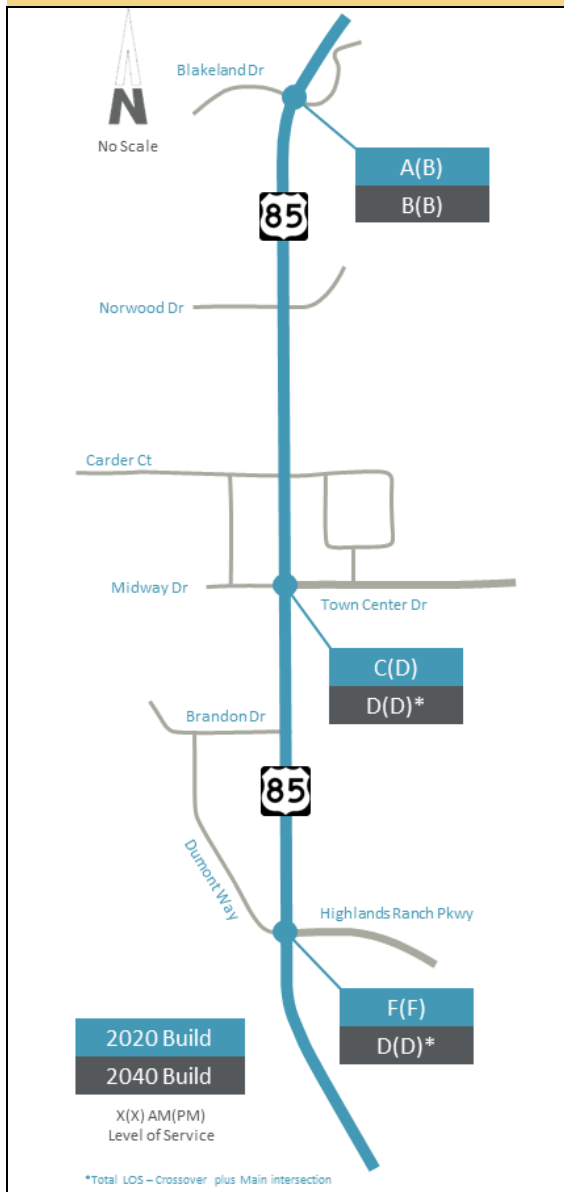 Blakeland Dr
N
No Scale
A(B)
B(B)
85
Norwood Dr
Carder Ct
Midway Dr
Town Center Dr
C(D)
D(D)*
Brandon Dr
85
Dumont Way
Highlands Ranch Pkwy
F(F)
D(D)*
2020 Build
2040 Build
X(X) AM(PM)
Level of Service
*Total LOS – Crossover plus Main intersection